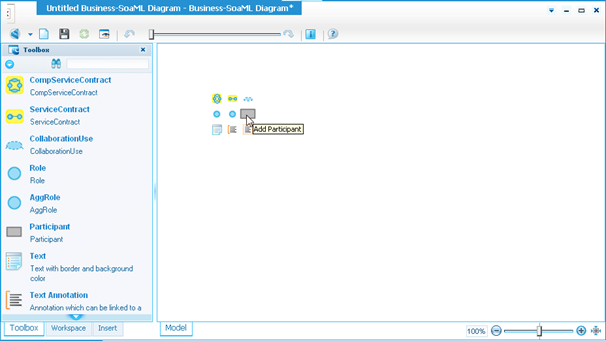 Untitled Business-SoaML Diagram - Business-SoaML Diagram*
Toolbox
CompServiceContract
CompServiceContract
ServiceContract
ServiceContract
CollaborationUse
CollaborationUse
Role
Role
AggRole
AggRole
Participant
Participant
Text
Text with border and background
color
Text Annotation
Annotation which can be linked to a
Add Participant
Toolbox
Workspace
Insert
Model
100%